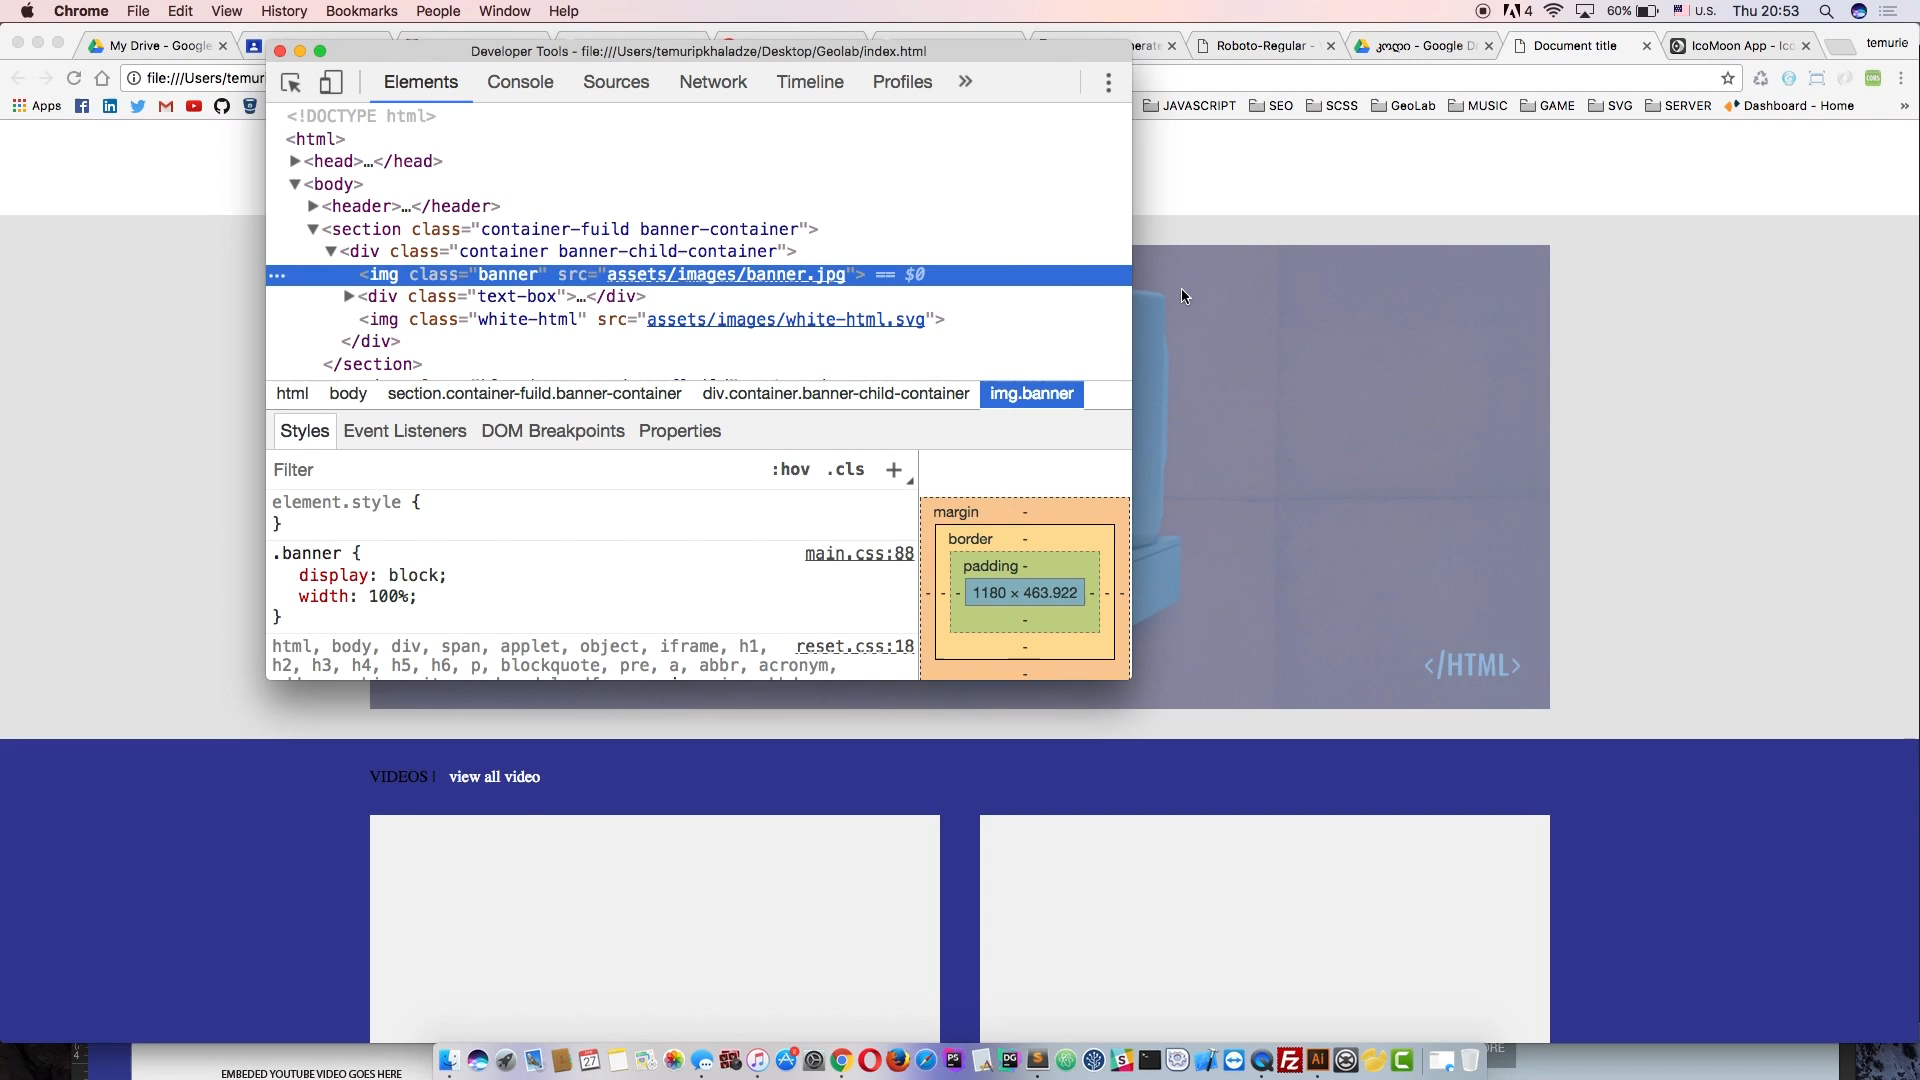 Chrome File Edit View History Bookmarks People Window Help
4 60% U.S. Thu 20:53
My Drive - Google
Developer Tools - file:///Users/temuripkhaladze/Desktop/Geolab/index.html
Roboto-Regular -
კოდი - Google Dr
Document title
IcoMoon App - Ico
temurie
file:///Users/temur
Elements Console Sources Network Timeline Profiles »
Apps
JAVASCRIPT SEO SCSS GeoLab MUSIC GAME SVG SERVER Dashboard - Home »
<!DOCTYPE html>
<html>
▶<head>…</head>
▼<body>
▶<header>…</header>
▼<section class="container-fuild banner-container">
▼<div class="container banner-child-container">
<img class="banner" src="assets/images/banner.jpg"> == $0
▶<div class="text-box">…</div>
<img class="white-html" src="assets/images/white-html.svg">
</div>
</section>
html body section.container-fuild.banner-container div.container.banner-child-container img.banner
Styles Event Listeners DOM Breakpoints Properties
Filter :hov .cls +
element.style {
}
.banner { main.css:88
display: block;
width: 100%;
}
html, body, div, span, applet, object, iframe, h1, reset.css:18
h2, h3, h4, h5, h6, p, blockquote, pre, a, abbr, acronym,
margin -
border -
padding -
1180 × 463.922
</HTML>
VIDEOS | view all video
EMBEDED YOUTUBE VIDEO GOES HERE